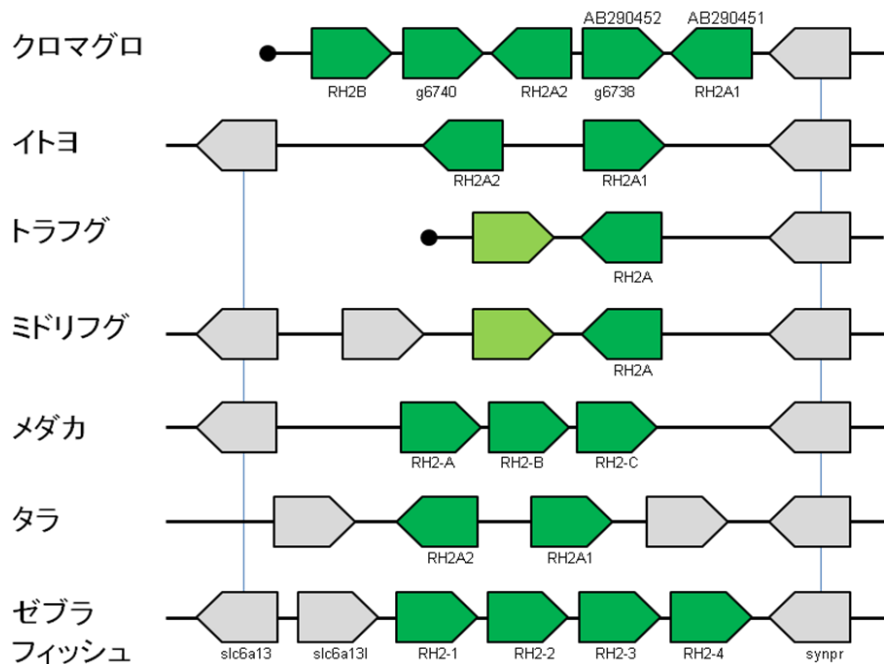 AB290452 AB290451
クロマグロ
RH2B g6740 RH2A2 g6738 RH2A1
イトヨ
RH2A2 RH2A1
トラフグ
RH2A
ミドリフグ
RH2A
メダカ
RH2-A RH2-B RH2-C
タラ
RH2A2 RH2A1
ゼブラ
フィッシュ
slc6a13 slc6a13l RH2-1 RH2-2 RH2-3 RH2-4 synpr